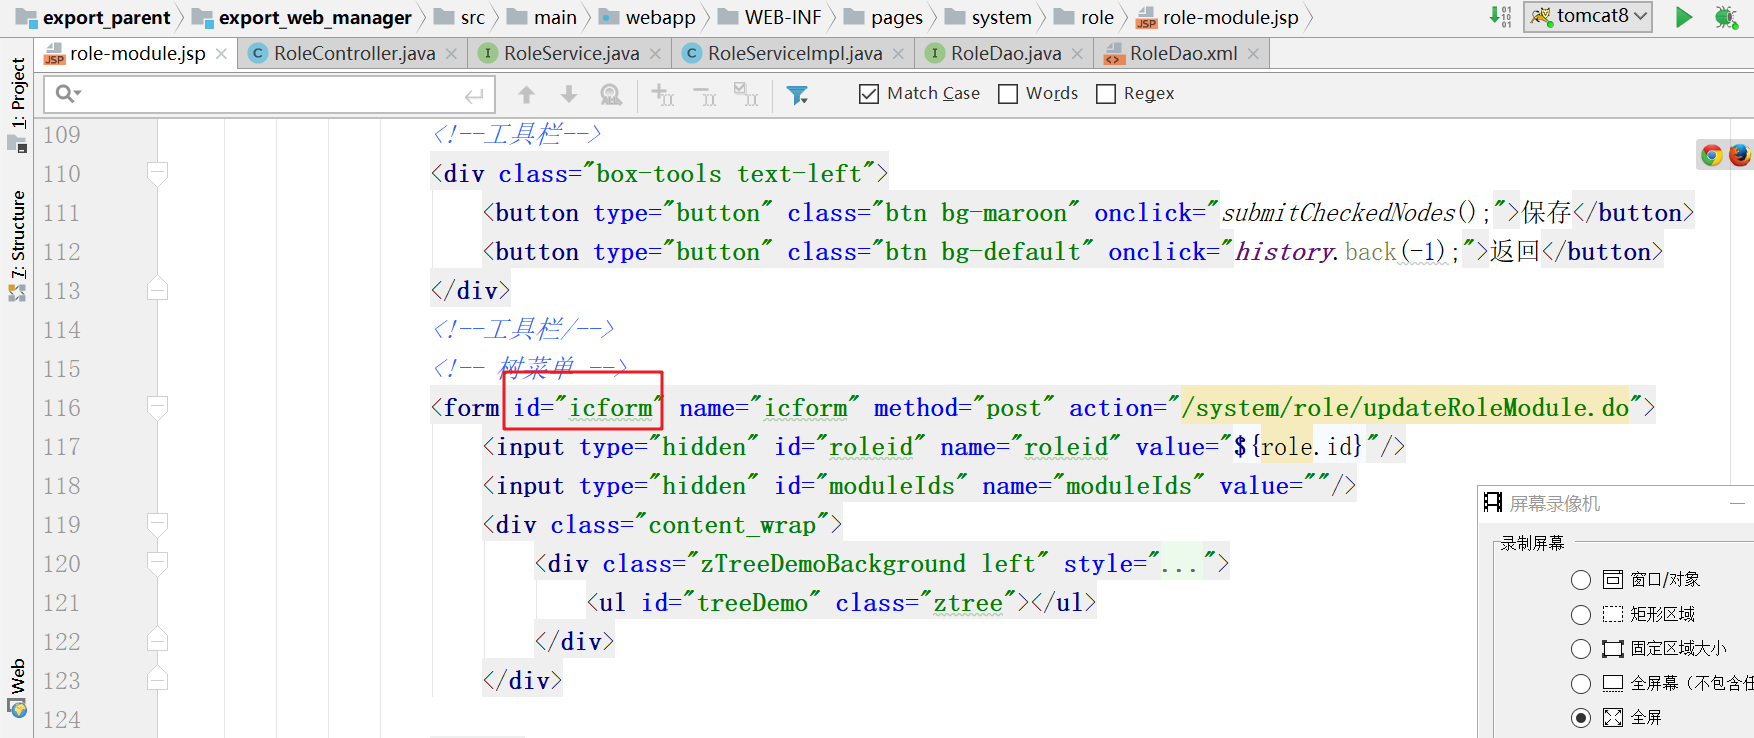 export_parent export_web_manager src main webapp WEB-INF pages system role role-module.jsp tomcat8
role-module.jsp RoleController.java RoleService.java RoleServiceImpl.java RoleDao.java RoleDao.xml
Match Case Words Regex
1: Project
7: Structure
Web
109 <!--工具栏-->
110 <div class="box-tools text-left">
111 <button type="button" class="btn bg-maroon" onclick="submitCheckedNodes();">保存</button>
112 <button type="button" class="btn bg-default" onclick="history.back(-1);">返回</button>
113 </div>
114 <!--工具栏/-->
115 <!-- 树菜单 -->
116 <form id="icform" name="icform" method="post" action="/system/role/updateRoleModule.do">
117 <input type="hidden" id="roleid" name="roleid" value="${role.id}"/>
118 <input type="hidden" id="moduleIds" name="moduleIds" value=""/>
119 <div class="content_wrap">
120 <div class="zTreeDemoBackground left" style="...">
121 <ul id="treeDemo" class="ztree"></ul>
122 </div>
123 </div>
124
屏幕录像机
录制屏幕
窗口/对象
矩形区域
固定区域大小
全屏幕（不包含任
全屏